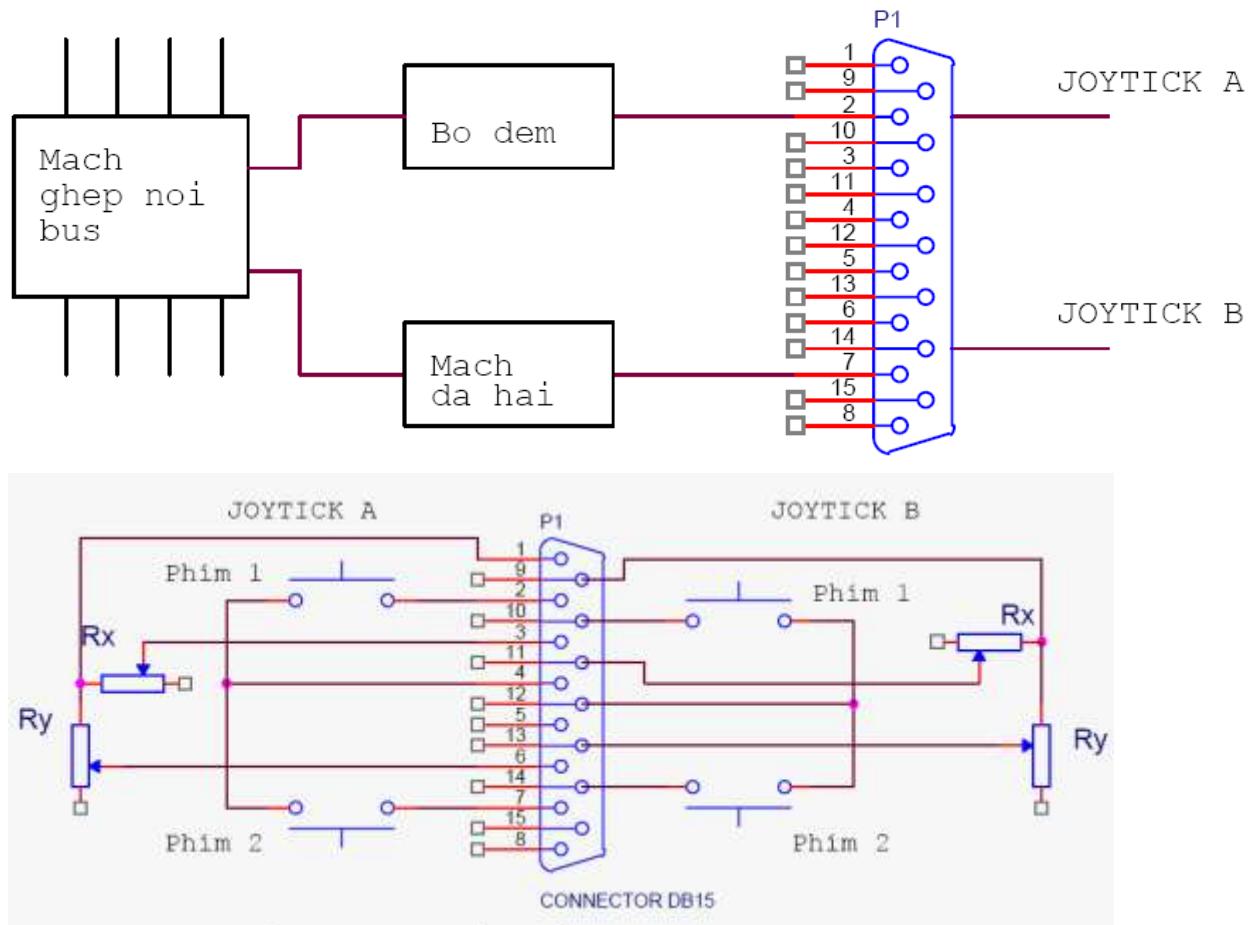 P1
1
9
2
10
3
11
4
12
5
13
6
14
7
15
8
JOYTICK A
JOYTICK B
Bo dem
Mach
ghep noi
bus
Mach
da hai
JOYTICK A
JOYTICK B
P1
1
9
2
10
3
11
4
12
5
13
6
14
7
15
8
Phim 1
Phim 1
Rx
Rx
Ry
Ry
Phim 2
Phim 2
CONNECTOR DB15